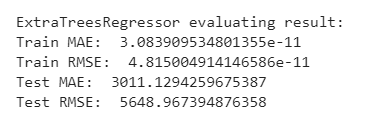 ExtraTreesRegressor evaluating result:
Train MAE:  3.083909534801355e-11
Train RMSE:  4.815004914146586e-11
Test MAE:  3011.1294259675387
Test RMSE:  5648.967394876358